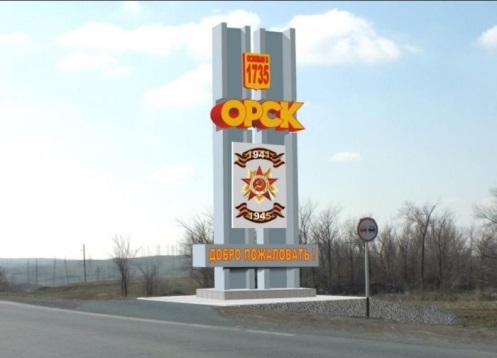 ОСНОВАН В
1735
ОРСК
1941-
1945
ДОБРО ПОЖАЛОВАТЬ!